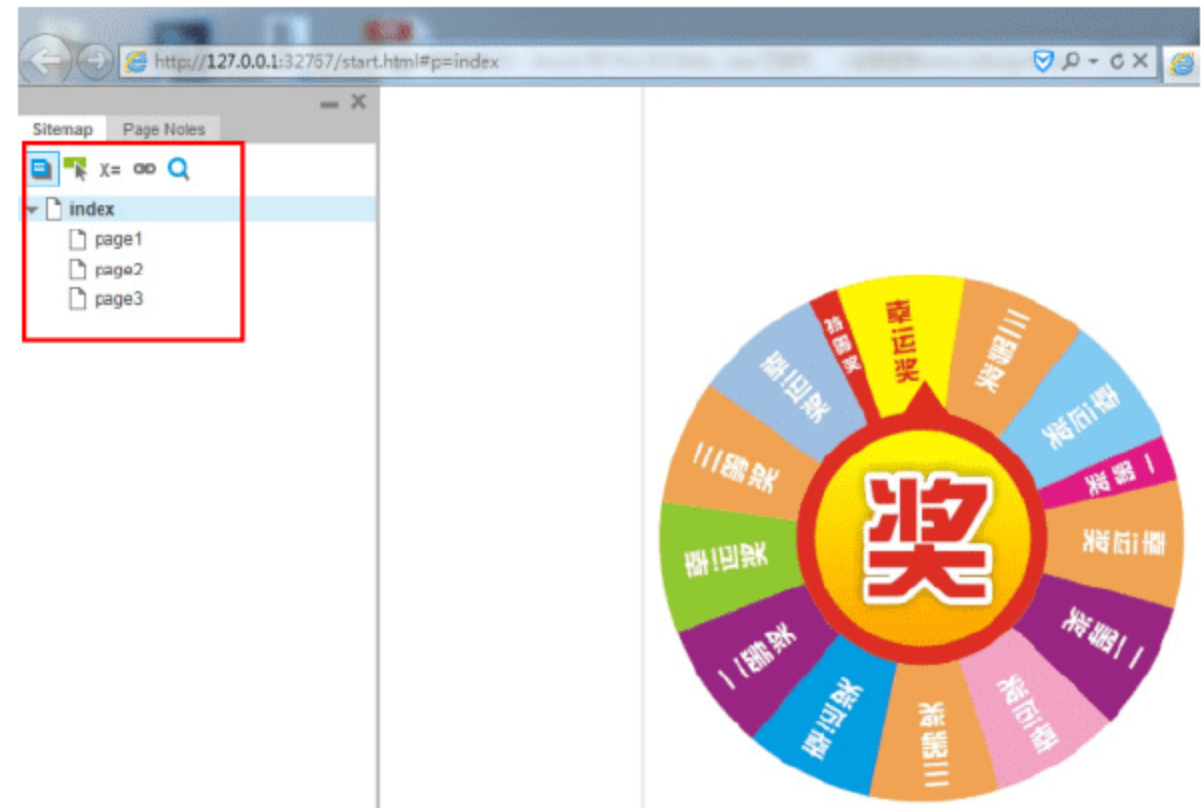 http://127.0.0.1:32767/start.html#p=index
Sitemap Page Notes
X=
index
page1
page2
page3
幸运奖
三等奖
幸运奖
一等奖
幸运奖
二等奖
幸运奖
三等奖
幸运奖
二等奖
幸运奖
三等奖
幸运奖
特等奖
奖